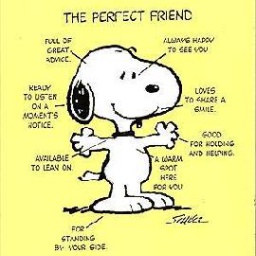 THE PERFECT FRIEND
FULL OF
GREAT
ADVICE.
ALWAYS HAPPY
TO SEE YOU
READY
TO LISTEN
ON A
MOMENT'S
NOTICE.
LOVES
TO SHARE A
SMILE.
GOOD
FOR HOLDING
AND HELPING.
AVAILABLE
TO LEAN ON.
A WARM
SPOT
HERE
FOR YOU
FOR
STANDING
BY YOUR SIDE.